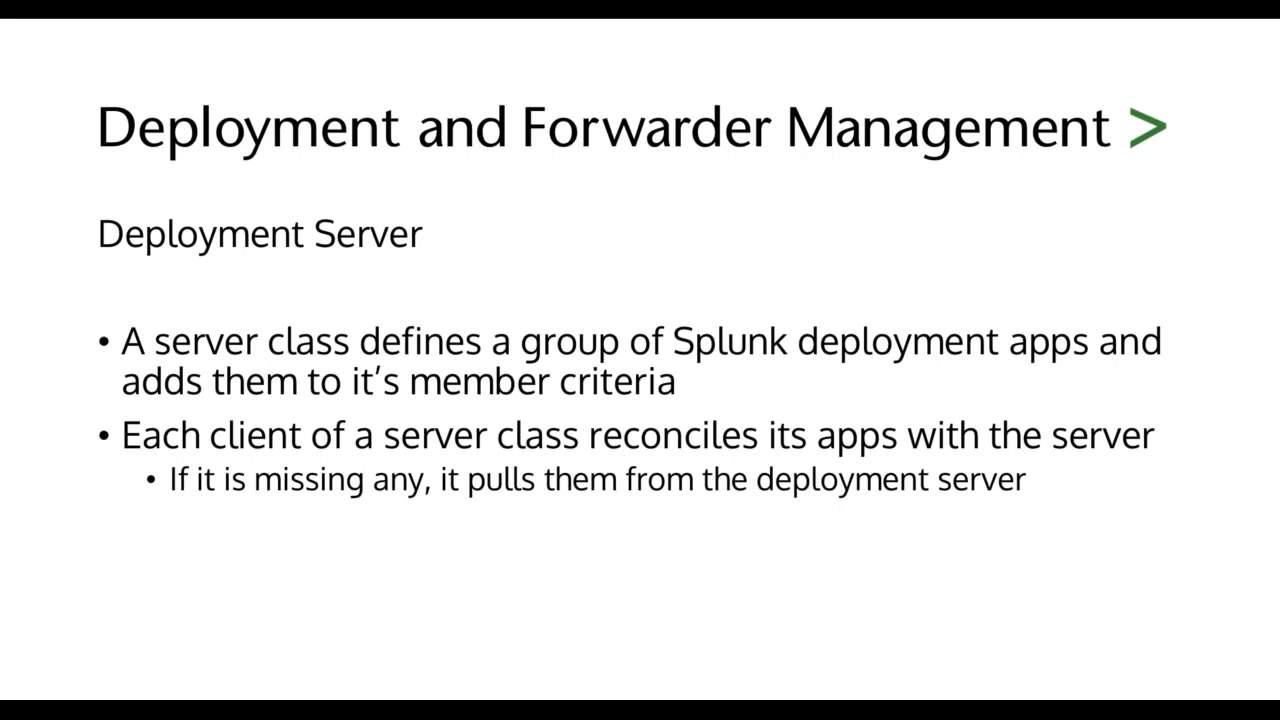 Deployment and Forwarder Management >
Deployment Server
• A server class defines a group of Splunk deployment apps and
adds them to it’s member criteria
• Each client of a server class reconciles its apps with the server
• If it is missing any, it pulls them from the deployment server